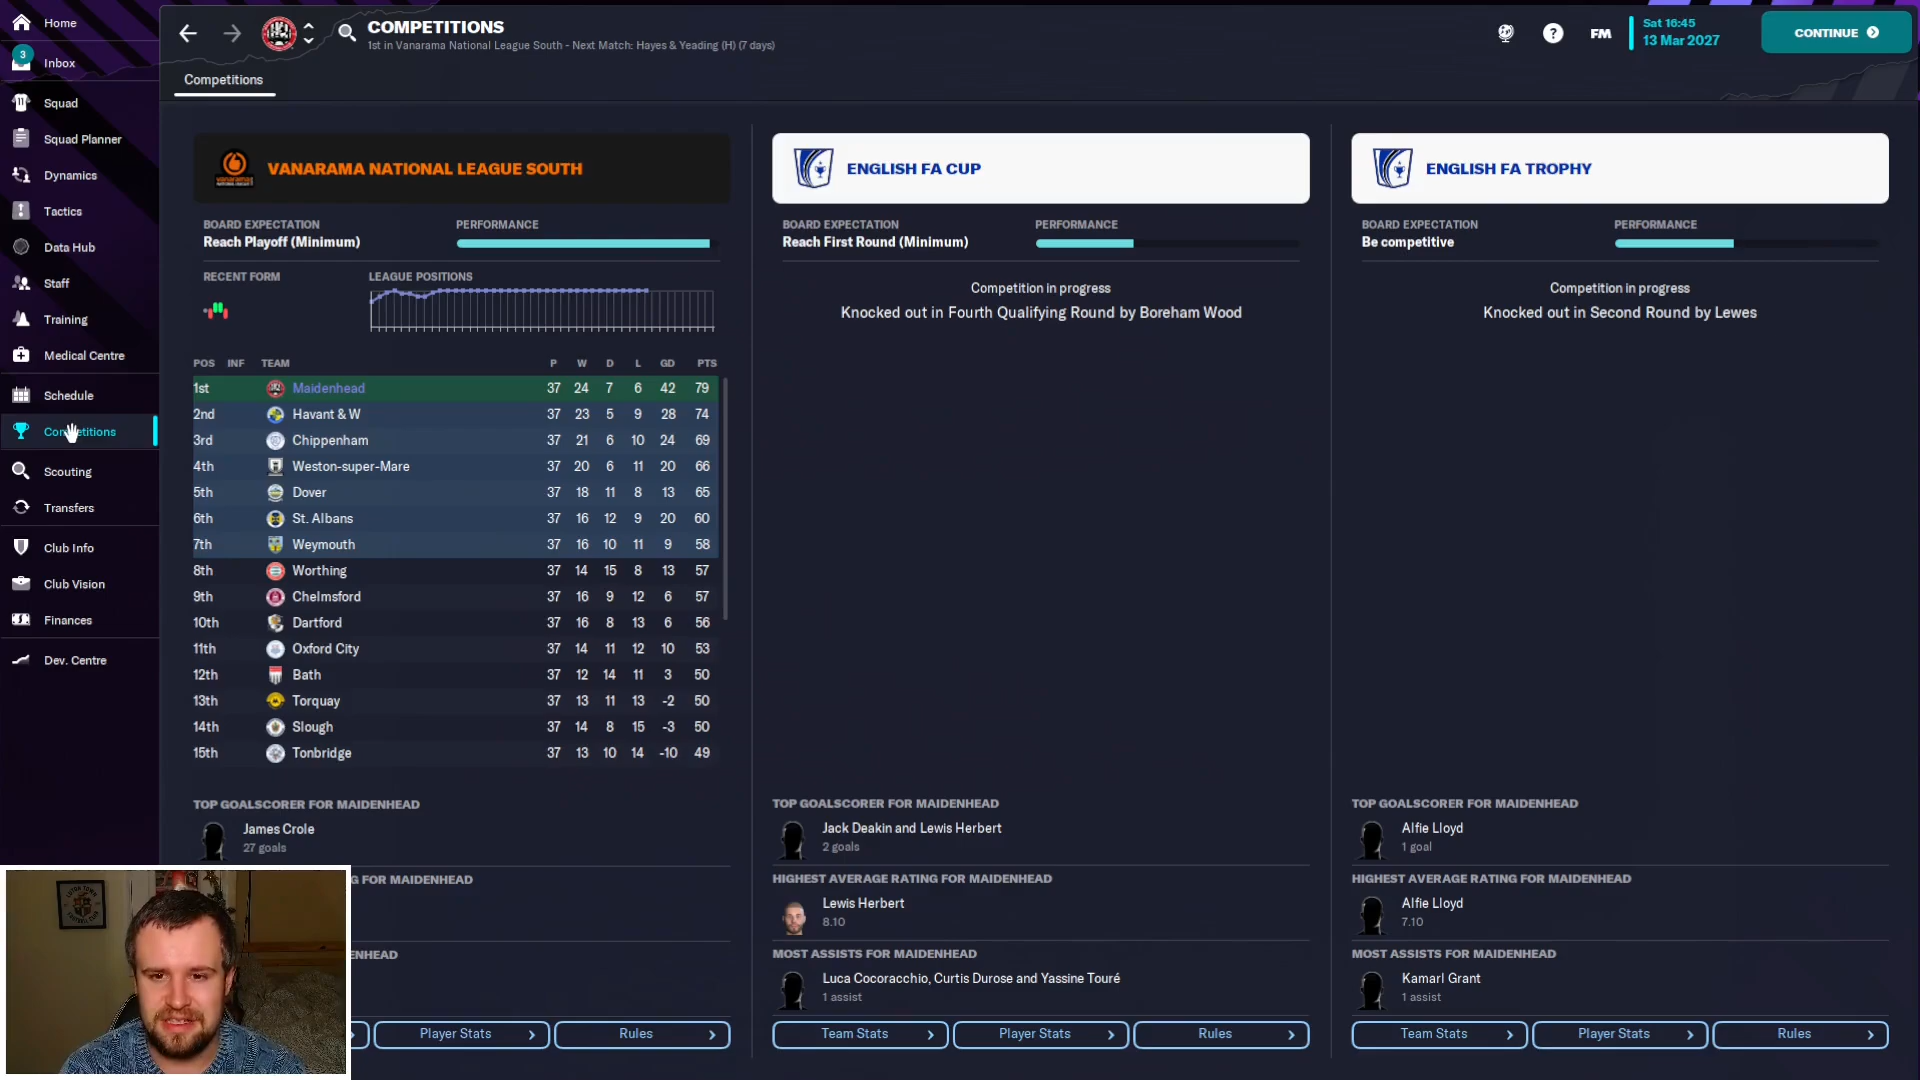 Home
3
Inbox
Squad
Squad Planner
Dynamics
Tactics
Data Hub
Staff
Training
Medical Centre
Schedule
Competitions
Scouting
Transfers
Club Info
Club Vision
Finances
Dev. Centre
COMPETITIONS
1st in Vanarama National League South - Next Match: Hayes & Yeading (H) (7 days)
? FM
Sat 16:45
13 Mar 2027
CONTINUE
Competitions
VANARAMA NATIONAL LEAGUE SOUTH
BOARD EXPECTATION PERFORMANCE
Reach Playoff (Minimum)
RECENT FORM LEAGUE POSITIONS
POS INF TEAM P W D L GD PTS
1st Maidenhead 37 24 7 6 42 79
2nd Havant & W 37 23 5 9 28 74
3rd Chippenham 37 21 6 10 24 69
4th Weston-super-Mare 37 20 6 11 20 66
5th Dover 37 18 11 8 13 65
6th St. Albans 37 16 12 9 20 60
7th Weymouth 37 16 10 11 9 58
8th Worthing 37 14 15 8 13 57
9th Chelmsford 37 16 9 12 6 57
10th Dartford 37 16 8 13 6 56
11th Oxford City 37 14 11 12 10 53
12th Bath 37 12 14 11 3 50
13th Torquay 37 13 11 13 -2 50
14th Slough 37 14 8 15 -3 50
15th Tonbridge 37 13 10 14 -10 49
TOP GOALSCORER FOR MAIDENHEAD
James Crole
27 goals
G FOR MAIDENHEAD
ENHEAD
Player Stats
Rules
ENGLISH FA CUP
BOARD EXPECTATION PERFORMANCE
Reach First Round (Minimum)
Competition in progress
Knocked out in Fourth Qualifying Round by Boreham Wood
TOP GOALSCORER FOR MAIDENHEAD
Jack Deakin and Lewis Herbert
2 goals
HIGHEST AVERAGE RATING FOR MAIDENHEAD
Lewis Herbert
8.10
MOST ASSISTS FOR MAIDENHEAD
Luca Cocoracchio, Curtis Durose and Yassine Touré
1 assist
Team Stats
Player Stats
Rules
ENGLISH FA TROPHY
BOARD EXPECTATION PERFORMANCE
Be competitive
Competition in progress
Knocked out in Second Round by Lewes
TOP GOALSCORER FOR MAIDENHEAD
Alfie Lloyd
1 goal
HIGHEST AVERAGE RATING FOR MAIDENHEAD
Alfie Lloyd
7.10
MOST ASSISTS FOR MAIDENHEAD
Kamarl Grant
1 assist
Team Stats
Player Stats
Rules